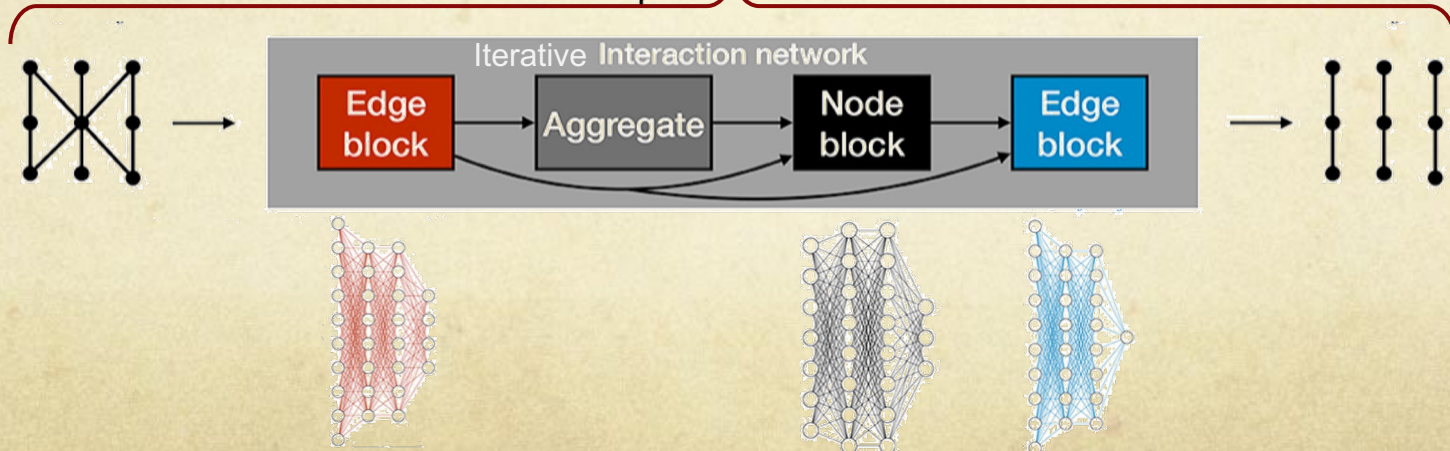 Iterative Interaction network
Edge
block
Aggregate
Node
block
Edge
block